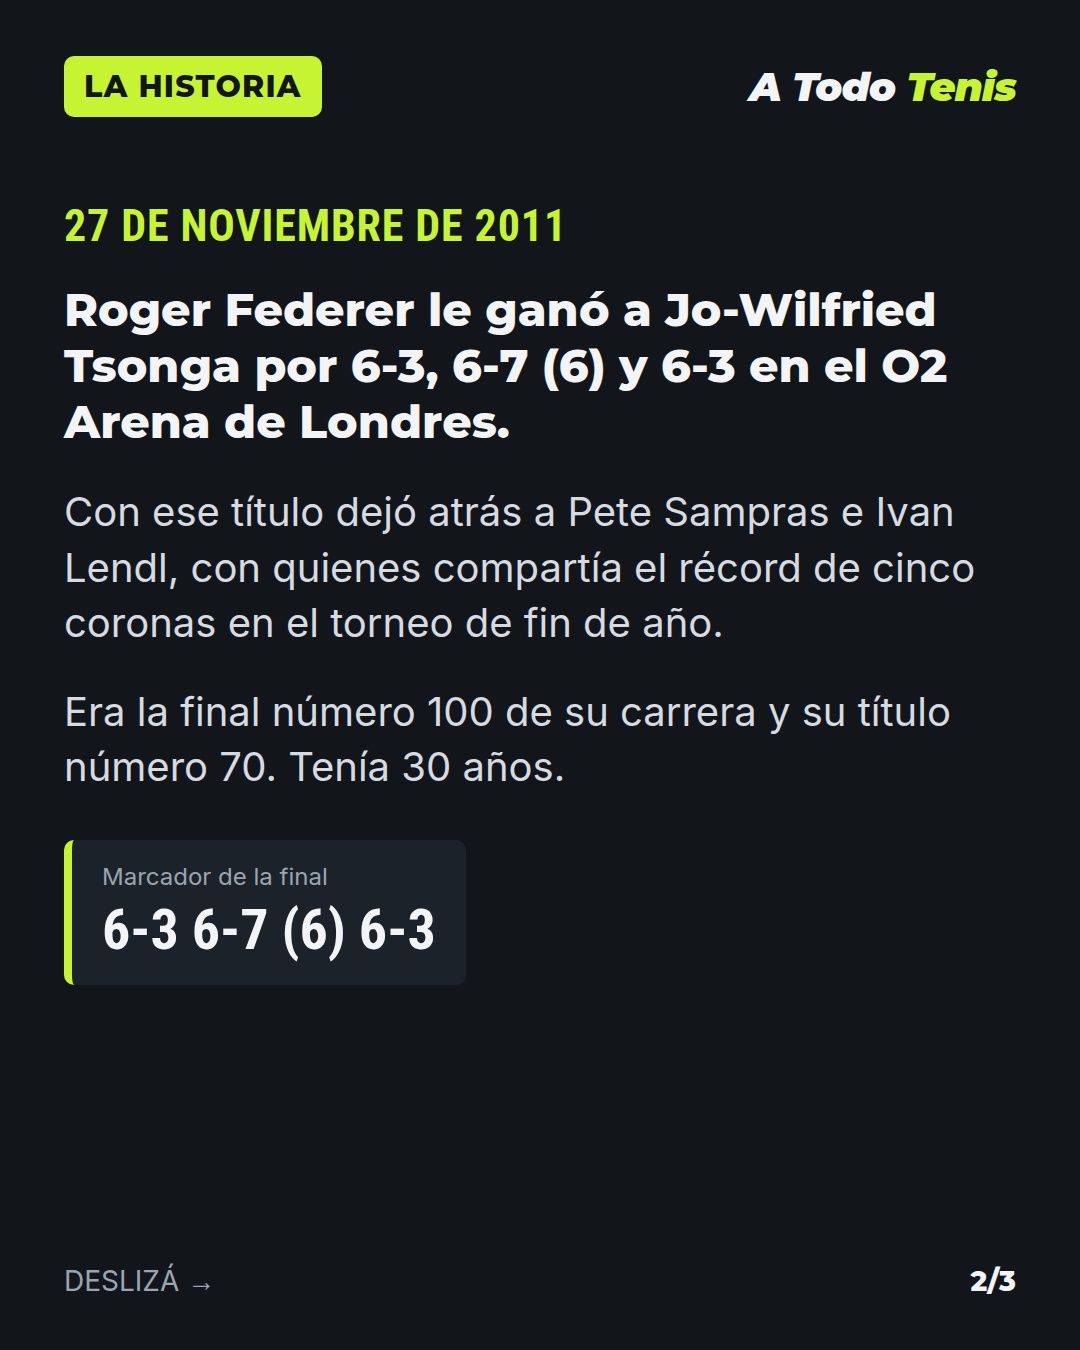 LA HISTORIA
A Todo Tenis
27 DE NOVIEMBRE DE 2011
Roger Federer le ganó a Jo-Wilfried
Tsonga por 6-3, 6-7 (6) y 6-3 en el O2
Arena de Londres.
Con ese título dejó atrás a Pete Sampras e Ivan
Lendl, con quienes compartía el récord de cinco
coronas en el torneo de fin de año.
Era la final número 100 de su carrera y su título
número 70. Tenía 30 años.
Marcador de la final
6-3 6-7 (6) 6-3
DESLIZÁ →
2/3